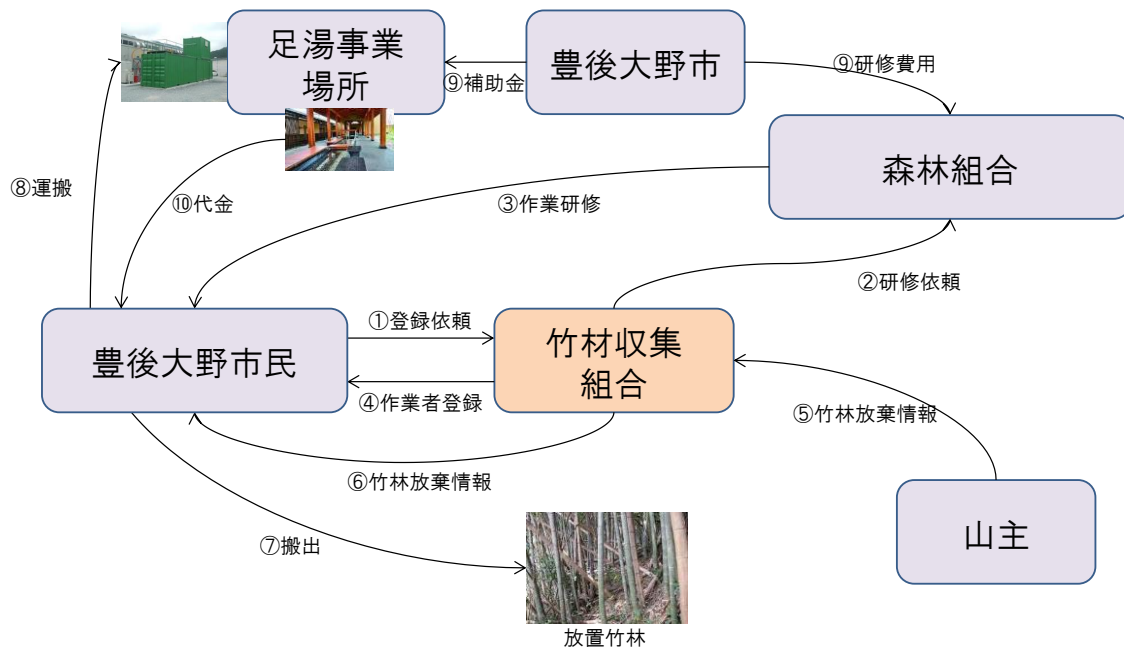 足湯事業
場所
豊後大野市
⑨補助金
⑨研修費用
森林組合
⑧運搬
⑩代金
③作業研修
②研修依頼
豊後大野市民
①登録依頼
竹材収集
組合
④作業者登録
⑤竹林放棄情報
⑥竹林放棄情報
山主
⑦搬出
放置竹林